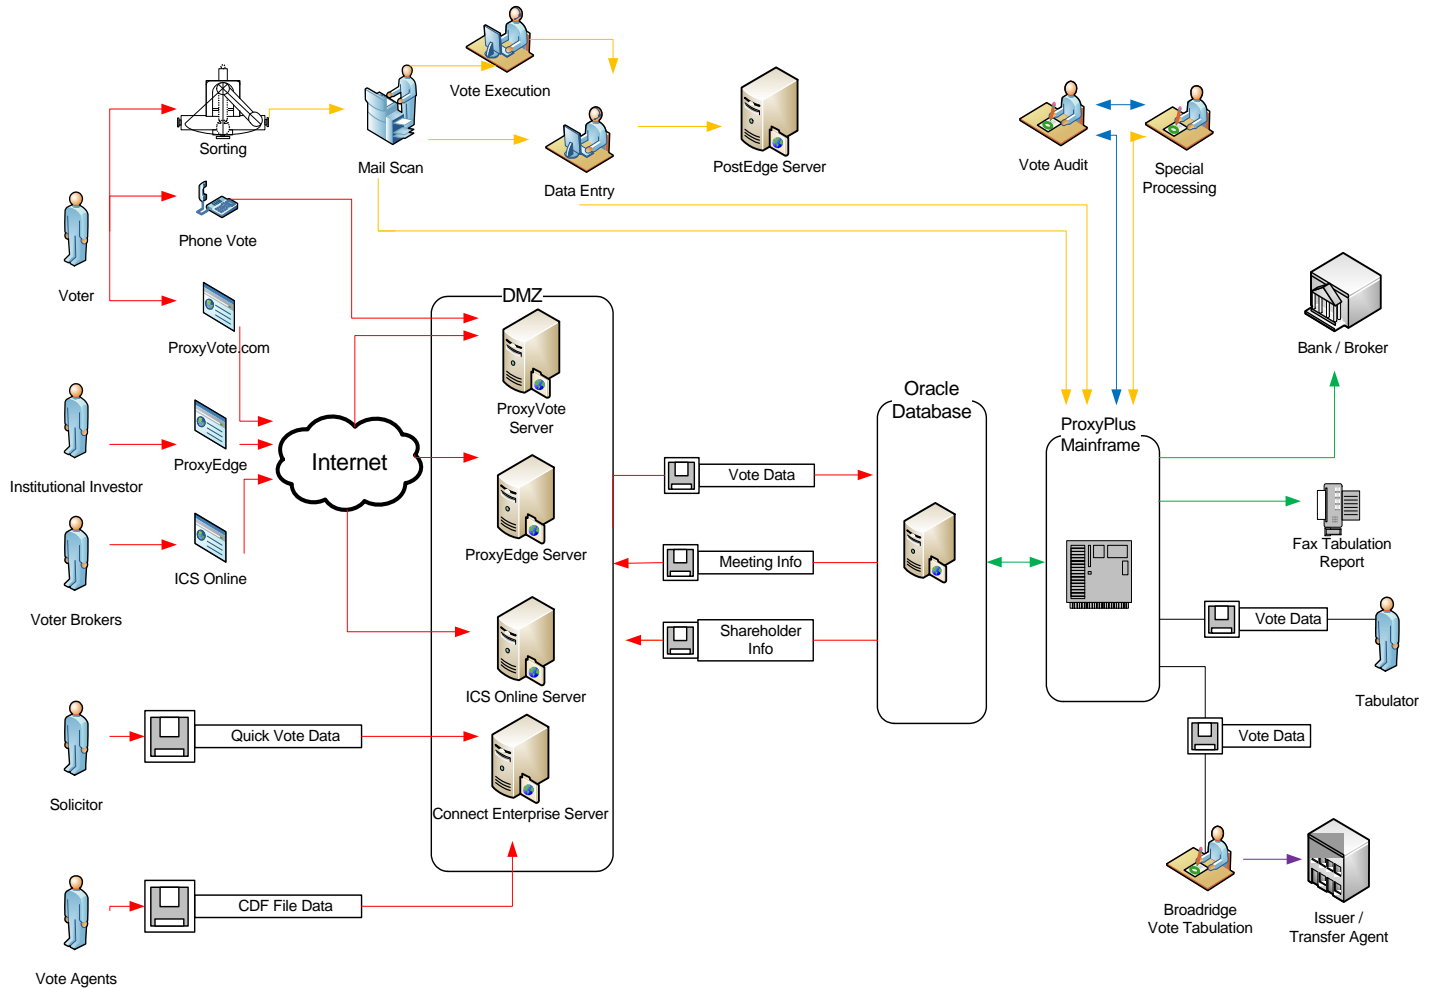 Vote Execution
Sorting
Mail Scan
Data Entry
PostEdge Server
Vote Audit
Special
Processing
Voter
Phone Vote
ProxyVote.com
DMZ
ProxyVote
Server
Bank / Broker
Institutional Investor
ProxyEdge
Internet
ProxyEdge Server
Vote Data
Oracle
Database
ProxyPlus
Mainframe
Fax Tabulation
Report
Voter Brokers
ICS Online
Meeting Info
Shareholder
Info
Vote Data
Tabulator
ICS Online Server
Solicitor
Quick Vote Data
Connect Enterprise Server
Vote Data
Vote Agents
CDF File Data
Broadridge
Vote Tabulation
Issuer /
Transfer Agent